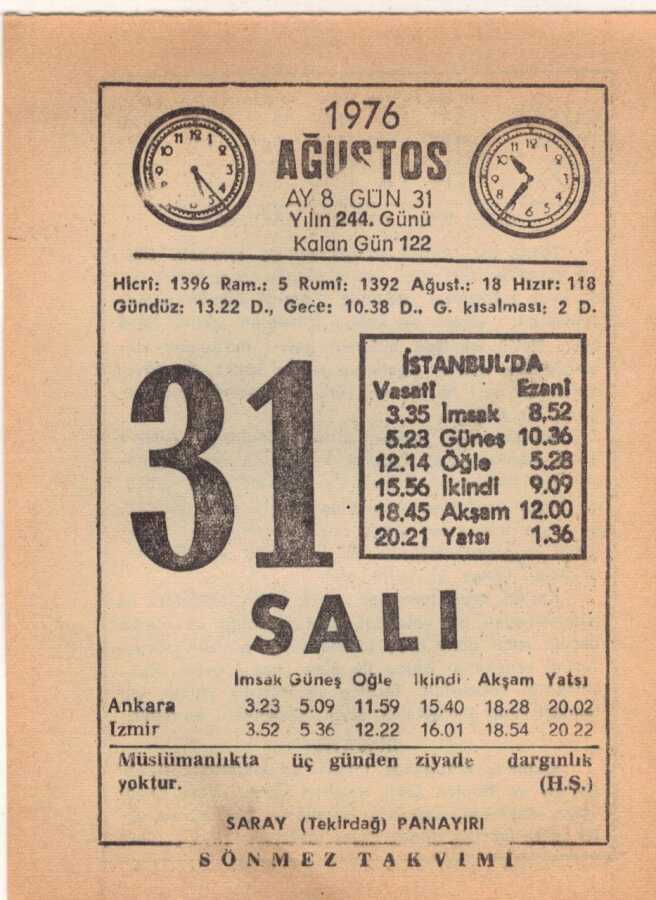 1976
AĞUSTOS
AY 8 GÜN 31
Yılın 244. Günü
Kalan Gün 122
Hicrî: 1396 Ram.: 5 Rumî: 1392 Ağust.: 18 Hızır: 118
Gündüz: 13.22 D., Gece: 10.38 D., G. kısalması: 2 D.
31
İSTANBUL'DA
Vasatî Ezanî
3.35 İmsak 8.52
5.23 Güneş 10.36
12.14 Öğle 5.28
15.56 İkindi 9.09
18.45 Akşam 12.00
20.21 Yatsı 1.36
SALI
İmsak Güneş Oğle İkindi Akşam Yatsı
Ankara 3.23 5.09 11.59 15.40 18.28 20.02
Izmir 3.52 5 36 12.22 16.01 18.54 20 22
Müslümanlıkta üç günden ziyade dargınlık
yoktur. (H.Ş.)
SARAY (Tekirdağ) PANAYIRI
SÖNMEZ TAKVİMİ